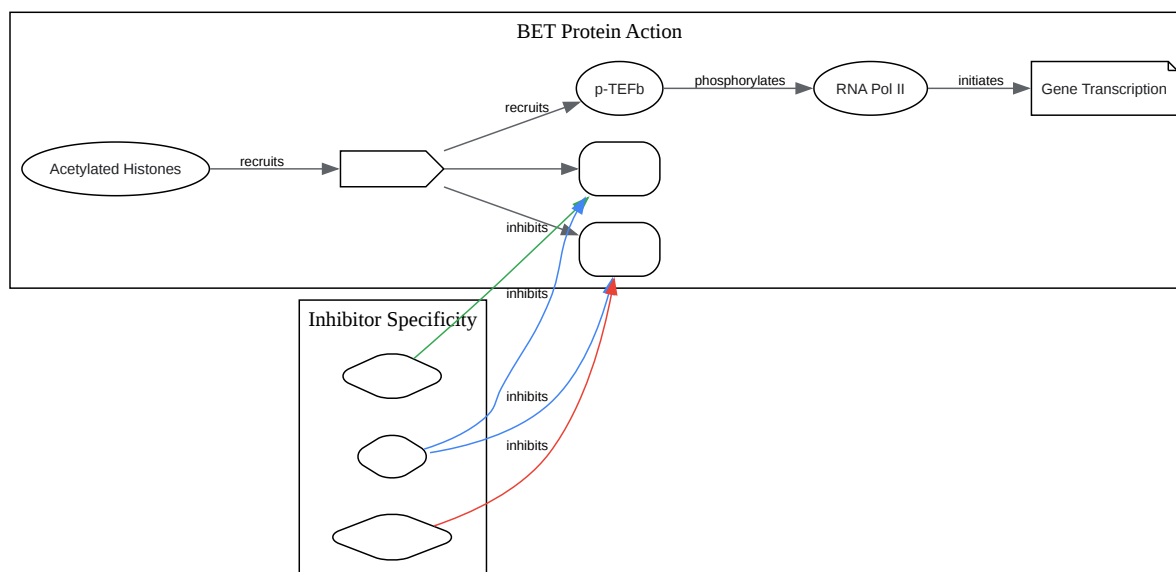 BET Protein Action
p-TEFb
phosphorylates
RNA Pol II
initiates
Gene Transcription
recruits
Acetylated Histones
recruits
inhibits
inhibits
Inhibitor Specificity
inhibits
inhibits